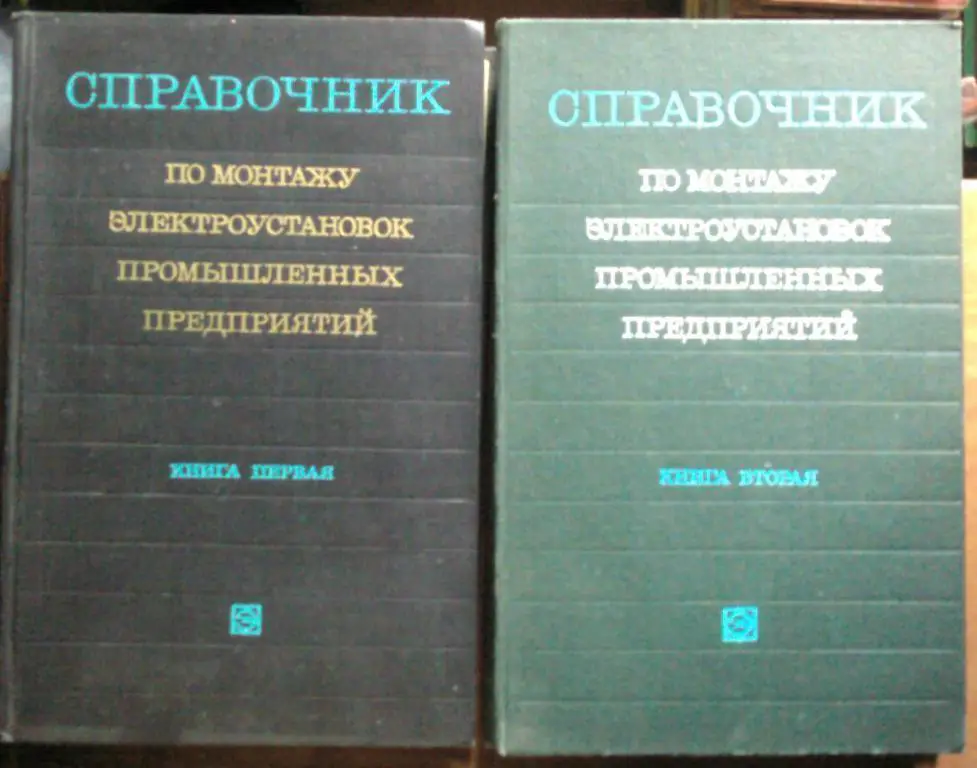 СПРАВОЧНИК
ПО МОНТАЖУ
ЭЛЕКТРОУСТАНОВОК
ПРОМЫШЛЕННЫХ
ПРЕДПРИЯТИЙ
КНИГА ПЕРВАЯ
СПРАВОЧНИК
ПО МОНТАЖУ
ЭЛЕКТРОУСТАНОВОК
ПРОМЫШЛЕННЫХ
ПРЕДПРИЯТИЙ
КНИГА ВТОРАЯ